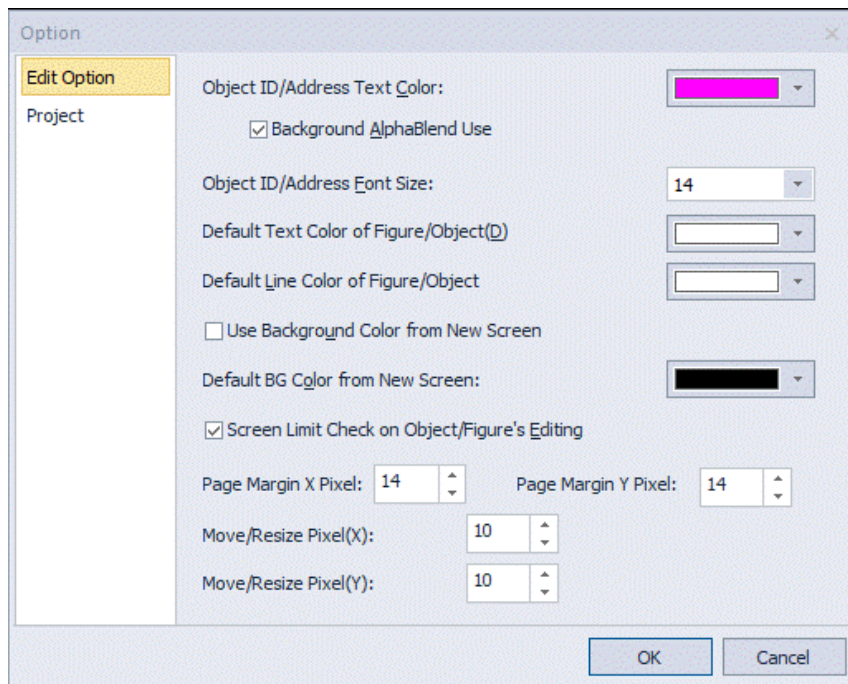 Option
Edit Option
Project
Object ID/Address Text Color:
Background AlphaBlend Use
Object ID/Address Font Size: 14
Default Text Color of Figure/Object(D)
Default Line Color of Figure/Object
Use Background Color from New Screen
Default BG Color from New Screen:
Screen Limit Check on Object/Figure's Editing
Page Margin X Pixel: 14 Page Margin Y Pixel: 14
Move/Resize Pixel(X): 10
Move/Resize Pixel(Y): 10
OK Cancel